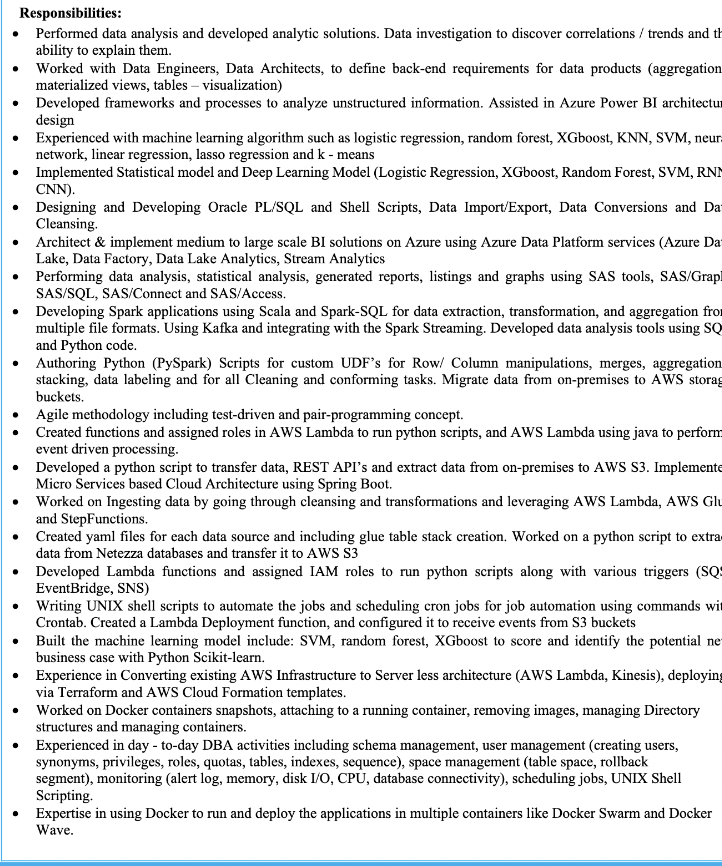 Responsibilities:
• Performed data analysis and developed analytic solutions. Data investigation to discover correlations / trends and
ability to explain them.
• Worked with Data Engineers, Data Architects, to define back-end requirements for data products (aggregation
materialized views, tables – visualization)
• Developed frameworks and processes to analyze unstructured information. Assisted in Azure Power BI
design
• Experienced with machine learning algorithm such as logistic regression, random forest, XGboost, KNN, SVM,
network, linear regression, lasso regression and k - means
• Implemented Statistical model and Deep Learning Model (Logistic Regression, XGboost, Random Forest, SVM,
CNN).
• Designing and Developing Oracle PL/SQL and Shell Scripts, Data Import/Export, Data Conversions and
Cleansing.
• Architect & implement medium to large scale BI solutions on Azure using Azure Data Platform services (Azure
Lake, Data Factory, Data Lake Analytics, Stream Analytics
• Performing data analysis, statistical analysis, generated reports, listings and graphs using SAS tools,
SAS/SQL, SAS/Connect and SAS/Access.
• Developing Spark applications using Scala and Spark-SQL for data extraction, transformation, and aggregation
multiple file formats. Using Kafka and integrating with the Spark Streaming. Developed data analysis tools using
and Python code.
• Authoring Python (PySpark) Scripts for custom UDF's for Row/ Column manipulations, merges, aggregation
stacking, data labeling and for all Cleaning and conforming tasks. Migrate data from on-premises to AWS
buckets.
• Agile methodology including test-driven and pair-programming concept.
• Created functions and assigned roles in AWS Lambda to run python scripts, and AWS Lambda using java to perform
event driven processing.
• Developed a python script to transfer data, REST API's and extract data from on-premises to AWS S3.
Micro Services based Cloud Architecture using Spring Boot.
• Worked on Ingesting data by going through cleansing and transformations and leveraging AWS Lambda, AWS
and StepFunctions.
• Created yaml files for each data source and including glue table stack creation. Worked on a python script to
data from Netezza databases and transfer it to AWS S3
• Developed Lambda functions and assigned IAM roles to run python scripts along with various triggers
EventBridge, SNS)
• Writing UNIX shell scripts to automate the jobs and scheduling cron jobs for job automation using commands
Crontab. Created a Lambda Deployment function, and configured it to receive events from S3 buckets
• Built the machine learning model include: SVM, random forest, XGboost to score and identify the potential
business case with Python Scikit-learn.
• Experience in Converting existing AWS Infrastructure to Server less architecture (AWS Lambda, Kinesis), deploying
via Terraform and AWS Cloud Formation templates.
• Worked on Docker containers snapshots, attaching to a running container, removing images, managing Directory
structures and managing containers.
• Experienced in day - to-day DBA activities including schema management, user management (creating users,
synonyms, privileges, roles, quotas, tables, indexes, sequence), space management (table space, rollback
segment), monitoring (alert log, memory, disk I/O, CPU, database connectivity), scheduling jobs, UNIX Shell
Scripting.
• Expertise in using Docker to run and deploy the applications in multiple containers like Docker Swarm and Docker
Wave.